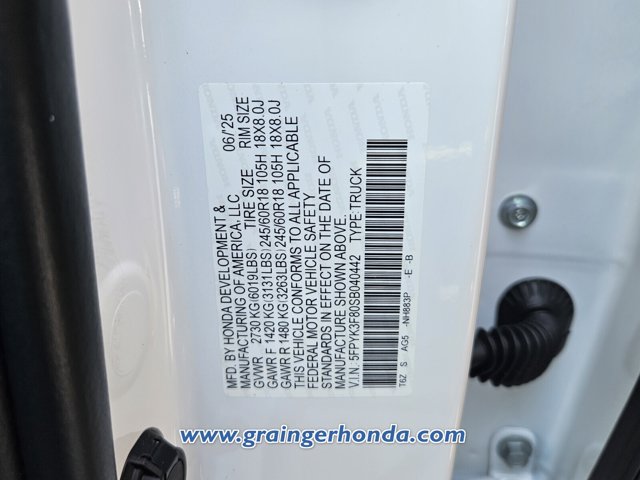 MFD. BY HONDA DEVELOPMENT & 06/'25
MANUFACTURING OF AMERICA, LLC
TIRE SIZE RIM SIZE
GVWR 2730 KG(6019LBS)
GAWR F 1420 KG(3131LBS) 245/60R18 105H 18X8.0J
GAWR R 1480 KG(3263LBS) 245/60R18 105H 18X8.0J
THIS VEHICLE CONFORMS TO ALL APPLICABLE
FEDERAL MOTOR VEHICLE SAFETY
STANDARDS IN EFFECT ON THE DATE OF
MANUFACTURE SHOWN ABOVE.
V.I.N. 5FPYK3F80SB040442 TYPE:TRUCK
T6Z S AG5 -NH883P -E -B
www.graingerhonda.com